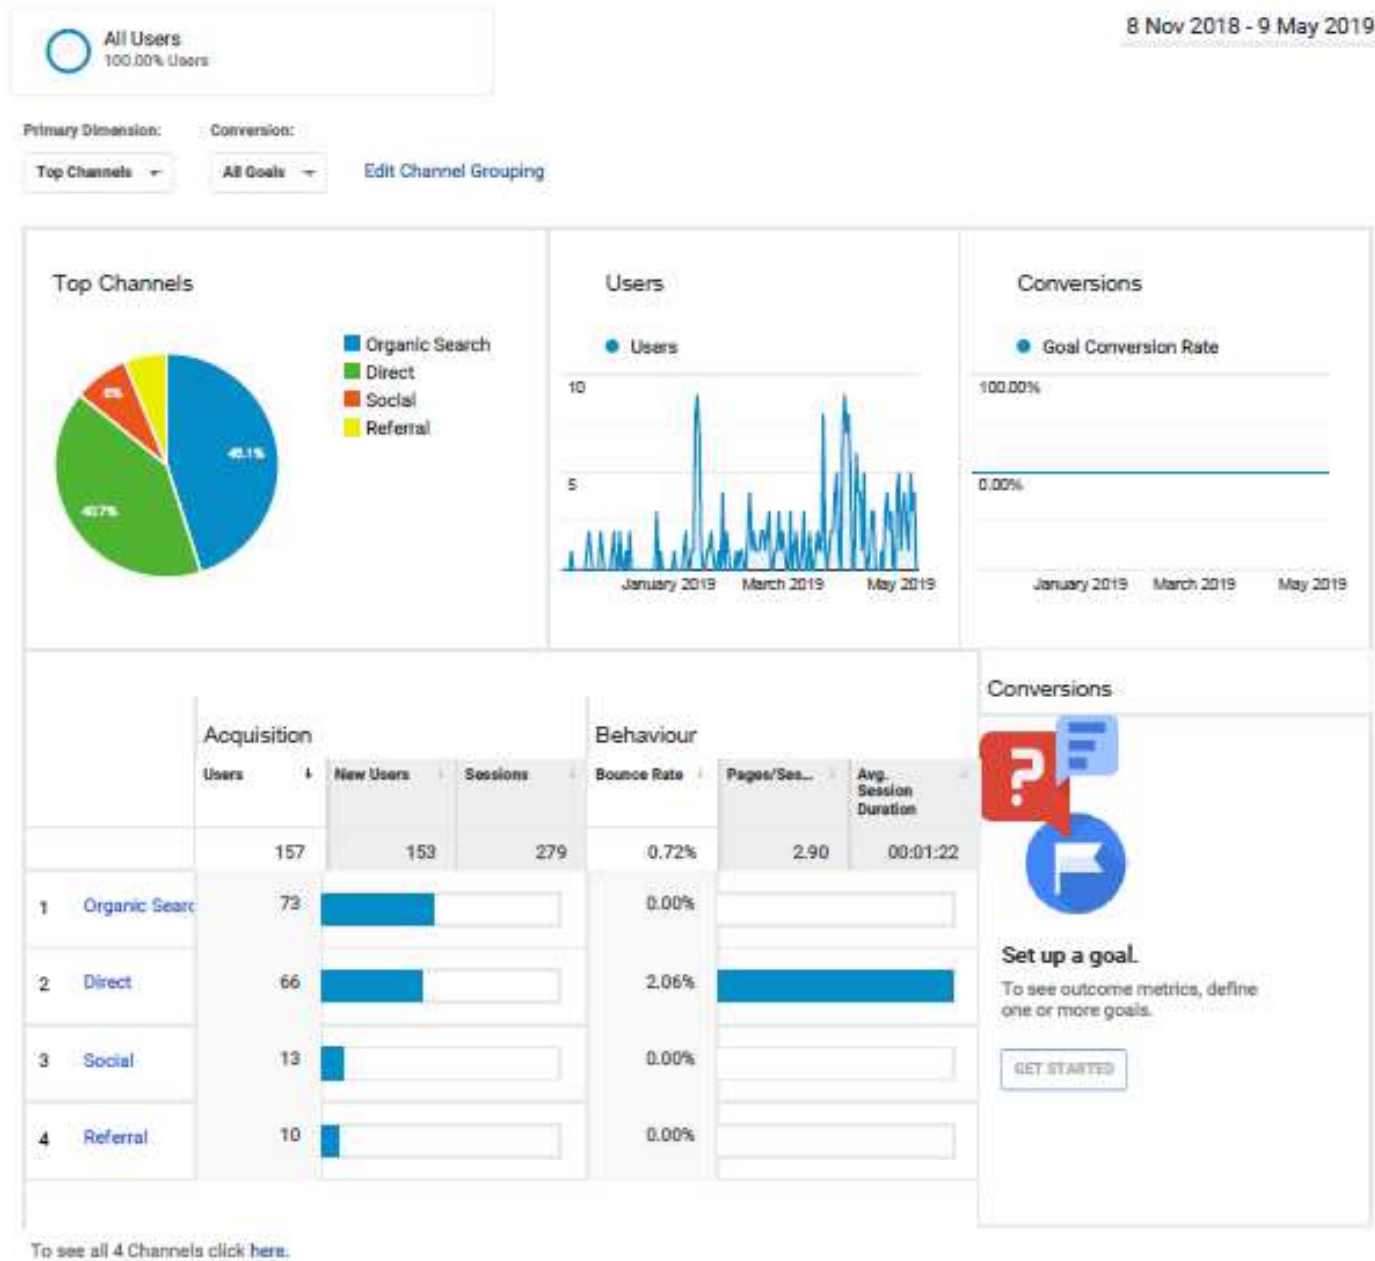 All Users
100.00% Users
8 Nov 2018 - 9 May 2019
Primary Dimension:
Conversion:
Top Channels
All Goals
Edit Channel Grouping
Top Channels
Organic Search
Direct
Social
Referral
45.1%
40.7%
8%
Users
Users
10
5
January 2019
March 2019
May 2019
Conversions
Goal Conversion Rate
100.00%
0.00%
January 2019
March 2019
May 2019
Conversions
Acquisition
Behaviour
Users
New Users
Sessions
Bounce Rate
Pages/Ses...
Avg.
Session
Duration
157
153
279
0.72%
2.90
00:01:22
1 Organic Searc 73 0.00%
2 Direct 66 2.06%
3 Social 13 0.00%
4 Referral 10 0.00%
Set up a goal.
To see outcome metrics, define
one or more goals.
GET STARTED
To see all 4 Channels click here.